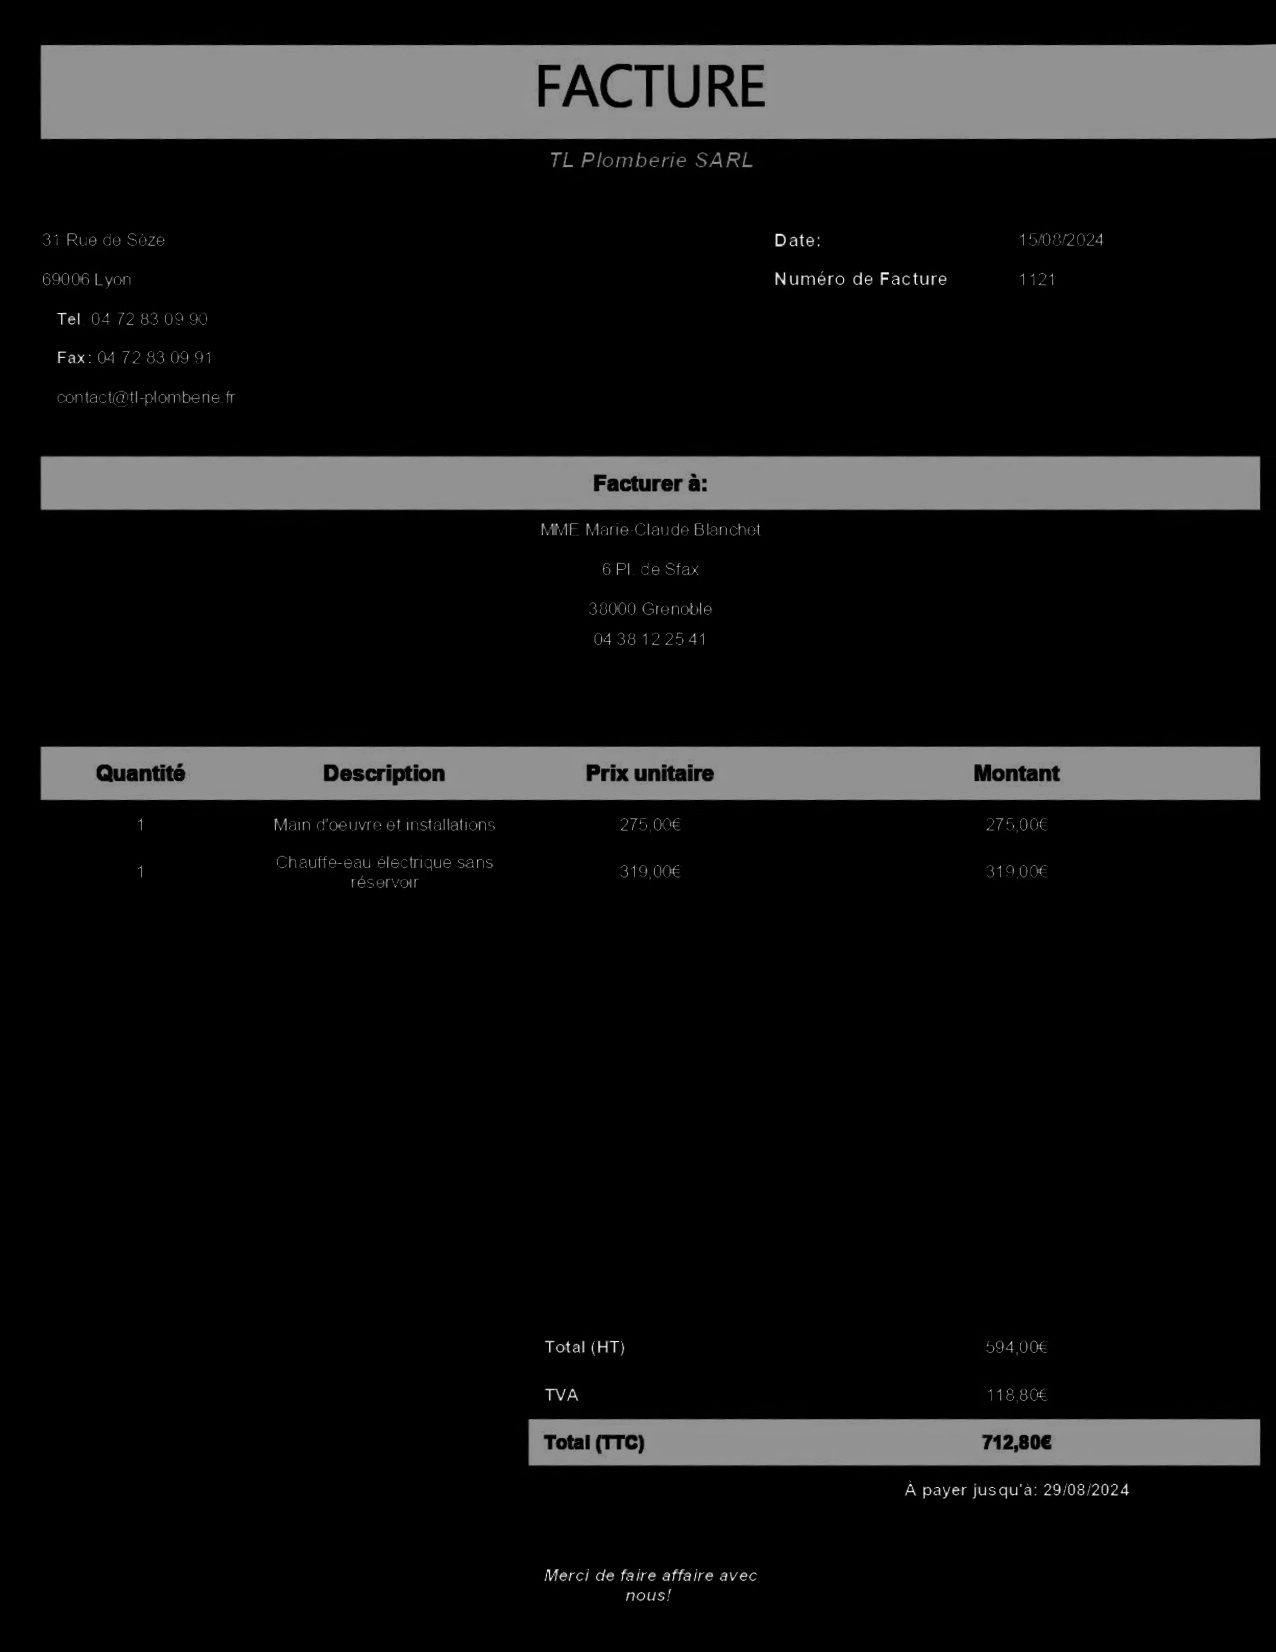 FACTURE
TL Plomberie SARL
31 Rue de Sèze
Date: 15/08/2024
69006 Lyon
Numéro de Facture 1121
Tel 04 72 83 09 90
Fax: 04 72 83 09 91
contact@tl-plomberie.fr
Facturer à:
MME Marie-Claude Blanchet
6 Pl. de Sfax
38000 Grenoble
04 38 12 25 41
Quantité Description Prix unitaire Montant
1 Main d'oeuvre et installations 275,00€ 275,00€
1 Chauffe-eau électrique sans 319,00€ 319,00€
réservoir
Total (HT) 594,00€
TVA 118,80€
Total (TTC) 712,80€
À payer jusqu'à: 29/08/2024
Merci de faire affaire avec
nous!